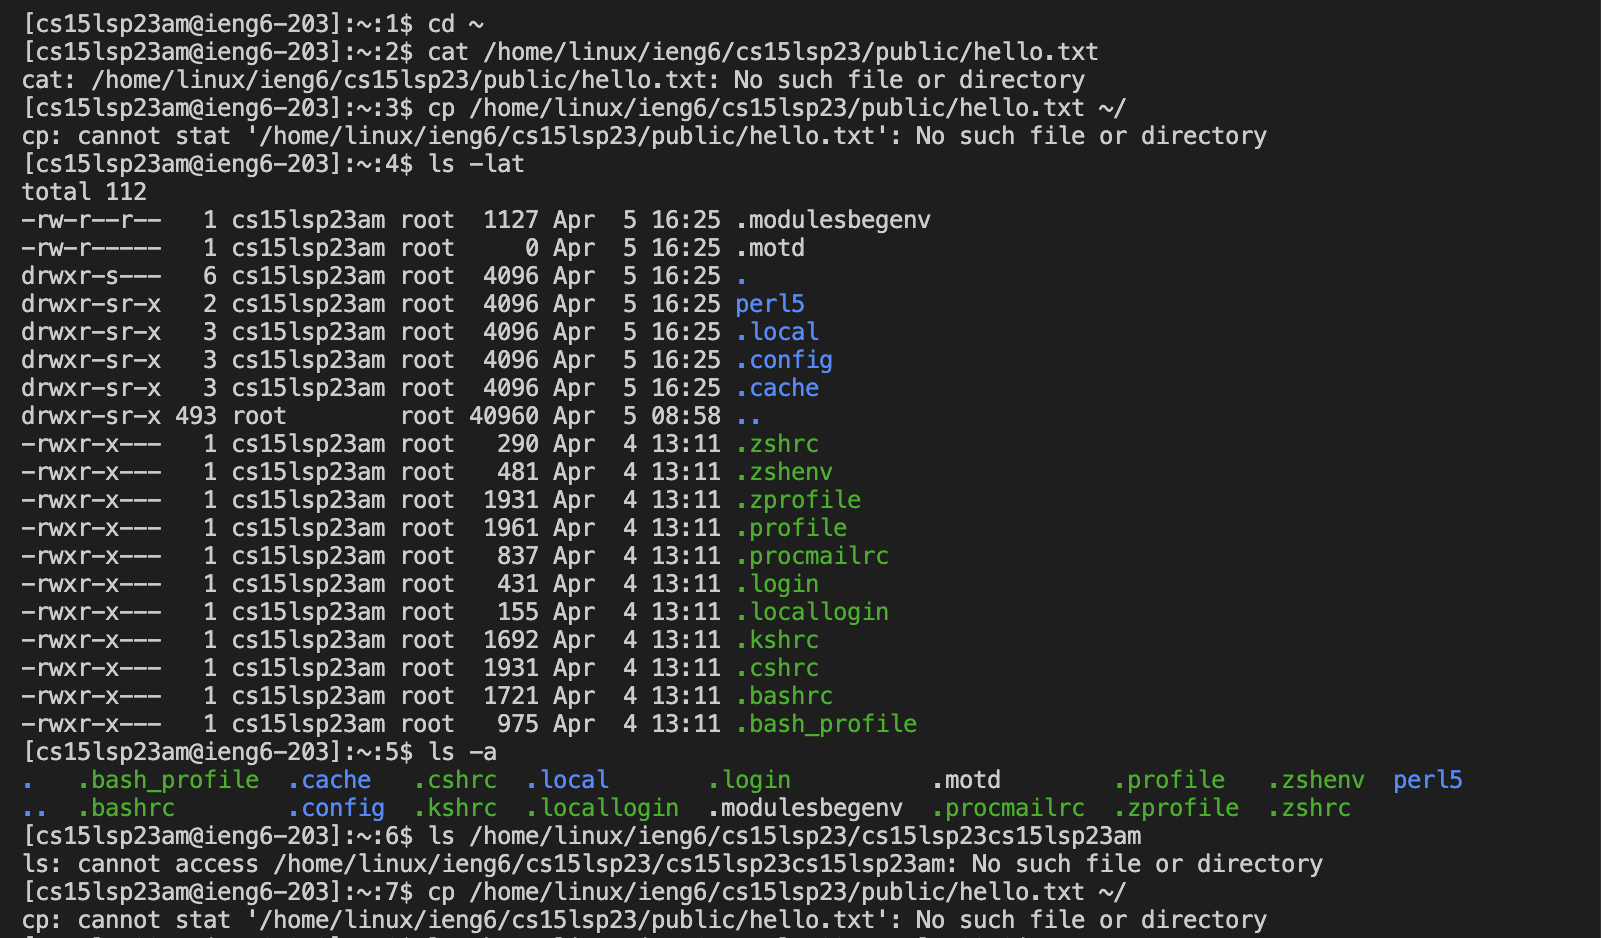 [cs15lsp23am@ieng6-203]:~:1$ cd ~
[cs15lsp23am@ieng6-203]:~:2$ cat /home/linux/ieng6/cs15lsp23/public/hello.txt
cat: /home/linux/ieng6/cs15lsp23/public/hello.txt: No such file or directory
[cs15lsp23am@ieng6-203]:~:3$ cp /home/linux/ieng6/cs15lsp23/public/hello.txt ~/
cp: cannot stat '/home/linux/ieng6/cs15lsp23/public/hello.txt': No such file or directory
[cs15lsp23am@ieng6-203]:~:4$ ls -lat
total 112
-rw-r--r--   1 cs15lsp23am root  1127 Apr  5 16:25 .modulesbegenv
-rw-r-----   1 cs15lsp23am root     0 Apr  5 16:25 .motd
drwxr-s---   6 cs15lsp23am root  4096 Apr  5 16:25 .
drwxr-sr-x   2 cs15lsp23am root  4096 Apr  5 16:25 perl5
drwxr-sr-x   3 cs15lsp23am root  4096 Apr  5 16:25 .local
drwxr-sr-x   3 cs15lsp23am root  4096 Apr  5 16:25 .config
drwxr-sr-x   3 cs15lsp23am root  4096 Apr  5 16:25 .cache
drwxr-sr-x 493 root        root 40960 Apr  5 08:58 ..
-rwxr-x---   1 cs15lsp23am root   290 Apr  4 13:11 .zshrc
-rwxr-x---   1 cs15lsp23am root   481 Apr  4 13:11 .zshenv
-rwxr-x---   1 cs15lsp23am root  1931 Apr  4 13:11 .zprofile
-rwxr-x---   1 cs15lsp23am root  1961 Apr  4 13:11 .profile
-rwxr-x---   1 cs15lsp23am root   837 Apr  4 13:11 .procmailrc
-rwxr-x---   1 cs15lsp23am root   431 Apr  4 13:11 .login
-rwxr-x---   1 cs15lsp23am root   155 Apr  4 13:11 .locallogin
-rwxr-x---   1 cs15lsp23am root  1692 Apr  4 13:11 .kshrc
-rwxr-x---   1 cs15lsp23am root  1931 Apr  4 13:11 .cshrc
-rwxr-x---   1 cs15lsp23am root  1721 Apr  4 13:11 .bashrc
-rwxr-x---   1 cs15lsp23am root   975 Apr  4 13:11 .bash_profile
[cs15lsp23am@ieng6-203]:~:5$ ls -a
.   .bash_profile  .cache   .cshrc  .local       .login          .motd        .profile   .zshenv  perl5
..  .bashrc        .config  .kshrc  .locallogin  .modulesbegenv  .procmailrc  .zprofile  .zshrc
[cs15lsp23am@ieng6-203]:~:6$ ls /home/linux/ieng6/cs15lsp23/cs15lsp23cs15lsp23am
ls: cannot access /home/linux/ieng6/cs15lsp23/cs15lsp23cs15lsp23am: No such file or directory
[cs15lsp23am@ieng6-203]:~:7$ cp /home/linux/ieng6/cs15lsp23/public/hello.txt ~/
cp: cannot stat '/home/linux/ieng6/cs15lsp23/public/hello.txt': No such file or directory